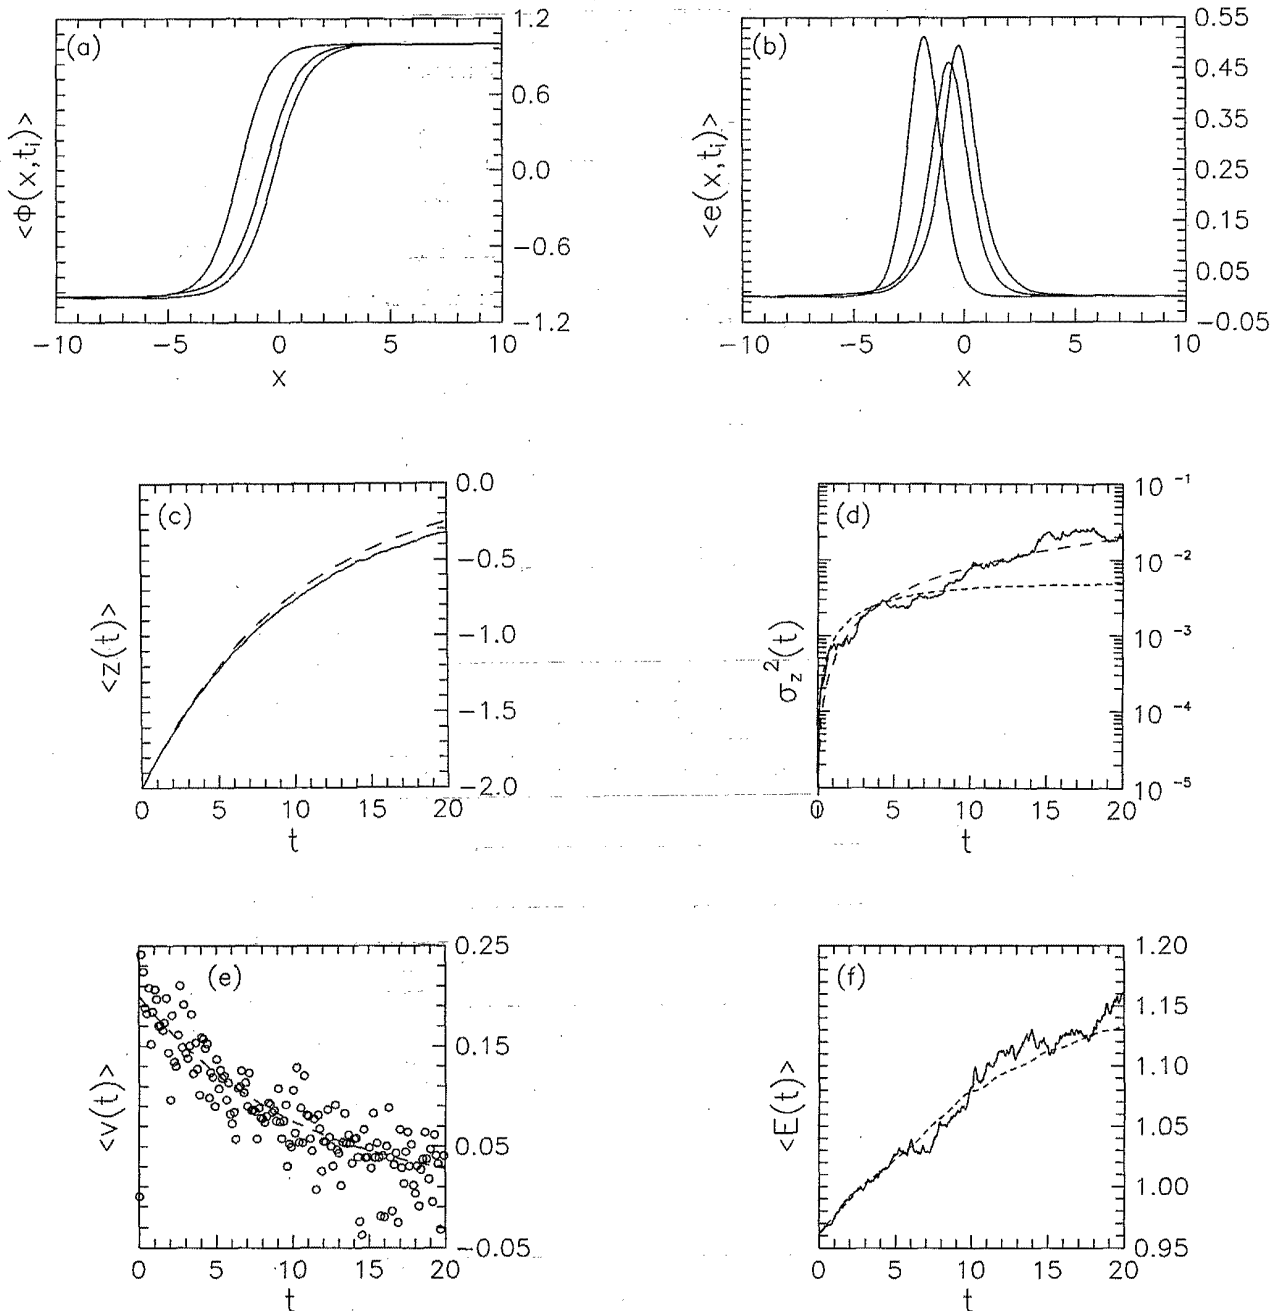 (a)
<φ(x,t_i)>
1.2
0.6
0.0
−0.6
−1.2
−10 −5 0 5 10
x
(b)
<e(x,t_i)>
0.55
0.45
0.35
0.25
0.15
0.05
−0.05
−10 −5 0 5 10
x
(c)
<z(t)>
0.0
−0.5
−1.0
−1.5
−2.0
0 5 10 15 20
t
(d)
σ_z²(t)
10⁻¹
10⁻²
10⁻³
10⁻⁴
10⁻⁵
0 5 10 15 20
t
(e)
<v(t)>
0.25
0.15
0.05
−0.05
0 5 10 15 20
t
(f)
<E(t)>
1.20
1.15
1.10
1.05
1.00
0.95
0 5 10 15 20
t